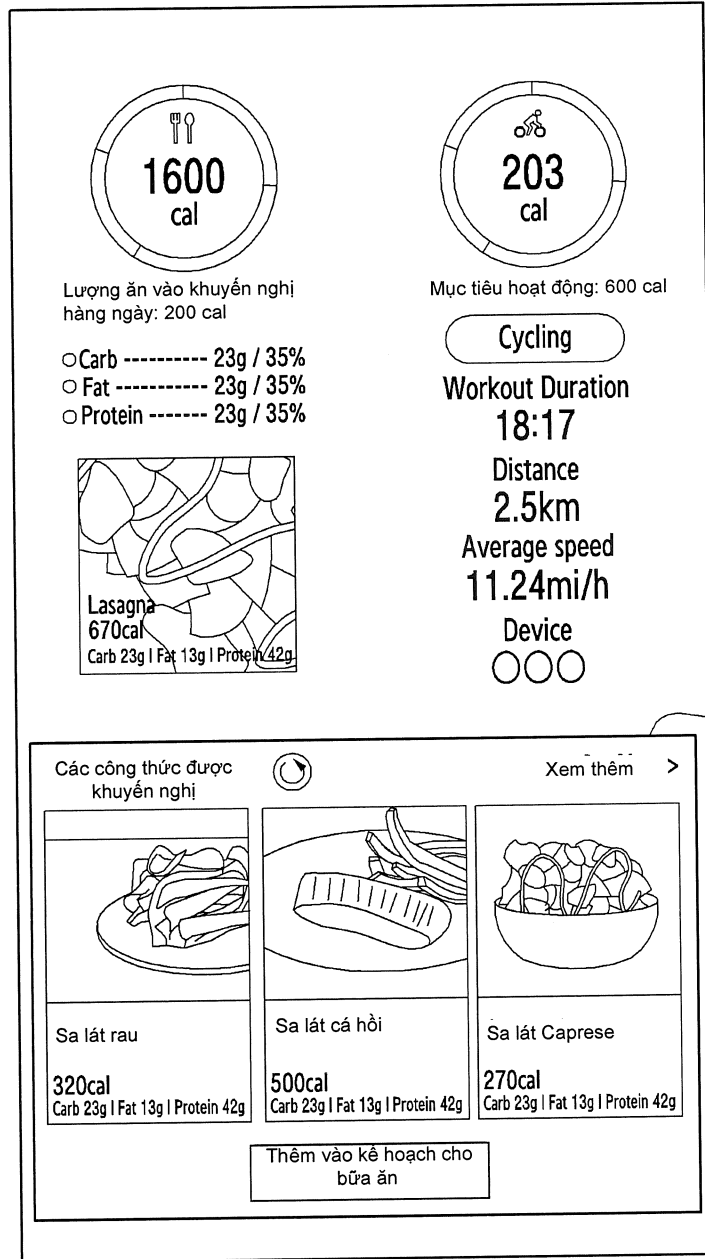 1600
cal
Lượng ăn vào khuyến nghị
hàng ngày: 200 cal
Carb ---------- 23g / 35%
Fat ----------- 23g / 35%
Protein ------- 23g / 35%
Lasagna
670cal
Carb 23g I Fat 13g I Protein 42g
203
cal
Mục tiêu hoạt động: 600 cal
Cycling
Workout Duration
18:17
Distance
2.5km
Average speed
11.24mi/h
Device
Các công thức được
khuyến nghị
Xem thêm >
Sa lát rau
320cal
Carb 23g I Fat 13g I Protein 42g
Sa lát cá hồi
500cal
Carb 23g I Fat 13g I Protein 42g
Sa lát Caprese
270cal
Carb 23g I Fat 13g I Protein 42g
Thêm vào kế hoạch cho
bữa ăn